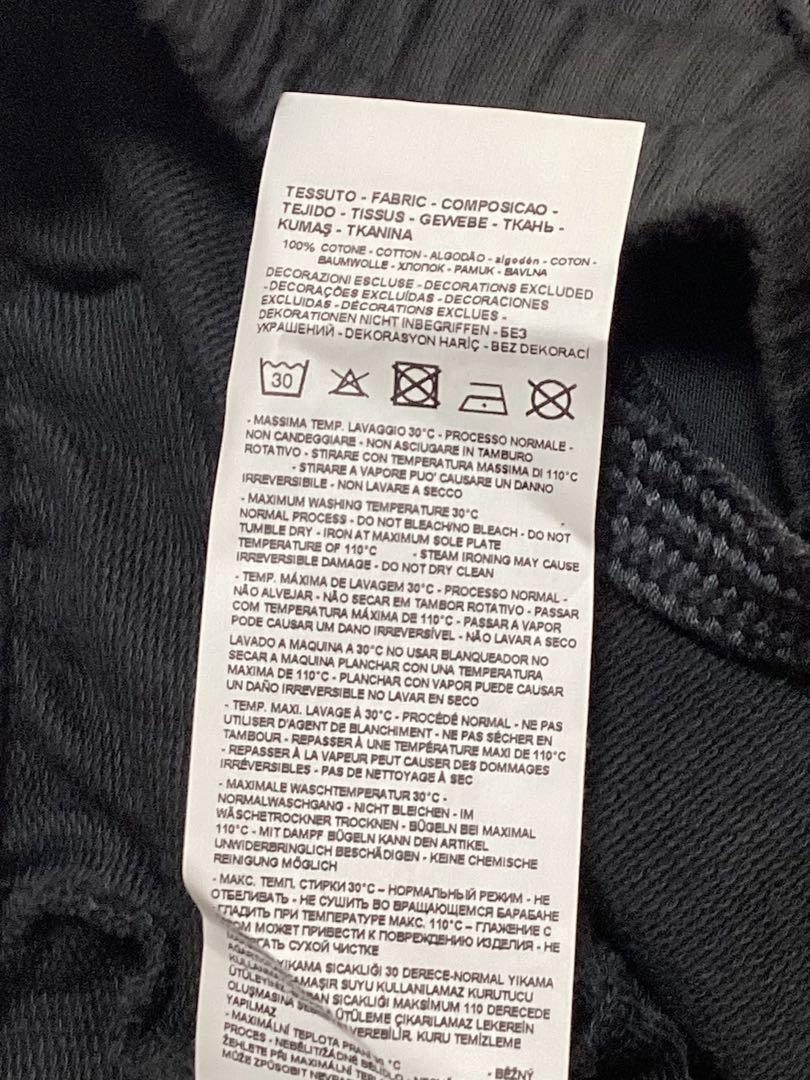 TESSUTO - FABRIC - COMPOSICAO -
TEJIDO - TISSUS - GEWEBE - ТКАНЬ -
KUMAŞ - TKANINA
100% COTONE - COTTON - ALGODÃO - algodón - COTON -
BAUMWOLLE - ХЛОПОК - PAMUK - BAVLNA
DECORAZIONI ESCLUSE - DECORATIONS EXCLUDED
- DECORAÇÕES EXCLUÍDAS - DECORACIONES
EXCLUIDAS - DÉCORATIONS EXCLUES -
DEKORATIONEN NICHT INBEGRIFFEN - БЕЗ
УКРАШЕНИЙ - DEKORASYON HARİÇ - BEZ DEKORACÍ
30
- MASSIMA TEMP. LAVAGGIO 30°C - PROCESSO NORMALE -
NON CANDEGGIARE - NON ASCIUGARE IN TAMBURO
ROTATIVO - STIRARE CON TEMPERATURA MASSIMA DI 110°C
- STIRARE A VAPORE PUO' CAUSARE UN DANNO
IRREVERSIBILE - NON LAVARE A SECCO
- MAXIMUM WASHING TEMPERATURE 30°C
NORMAL PROCESS - DO NOT BLEACH/NO BLEACH - DO NOT
TUMBLE DRY - IRON AT MAXIMUM SOLE PLATE
TEMPERATURE OF 110°C - STEAM IRONING MAY CAUSE
IRREVERSIBLE DAMAGE - DO NOT DRY CLEAN
- TEMP. MÁXIMA DE LAVAGEM 30°C - PROCESSO NORMAL -
NÃO ALVEJAR - NÃO SECAR EM TAMBOR ROTATIVO - PASSAR
COM TEMPERATURA MÁXIMA DE 110°C - PASSAR A VAPOR
PODE CAUSAR UM DANO IRREVERSÍVEL - NÃO LAVAR A SECO
LAVADO A MAQUINA A 30°C NO USAR BLANQUEADOR NO
SECAR A MAQUINA PLANCHAR CON UNA TEMPERATURA
MAXIMA DE 110°C - PLANCHAR CON VAPOR PUEDE CAUSAR
UN DAÑO IRREVERSIBLE NO LAVAR EN SECO
- TEMP. MAXI. LAVAGE À 30°C - PROCÉDÉ NORMAL - NE PAS
UTILISER D'AGENT DE BLANCHIMENT - NE PAS SÉCHER EN
TAMBOUR - REPASSER À UNE TEMPÉRATURE MAXI DE 110°C
- REPASSER À LA VAPEUR PEUT CAUSER DES DOMMAGES
IRRÉVERSIBLES - PAS DE NETTOYAGE À SEC
- MAXIMALE WASCHTEMPERATUR 30°C -
NORMALWASCHGANG - NICHT BLEICHEN - IM
WÄSCHETROCKNER TROCKNEN - BÜGELN BEI MAXIMAL
110°C - MIT DAMPF BÜGELN KANN DEN ARTIKEL
UNWIDERBRINGLICH BESCHÄDIGEN - KEINE CHEMISCHE
REINIGUNG MÖGLICH
- МАКС. ТЕМП. СТИРКИ 30°C – НОРМАЛЬНЫЙ РЕЖИМ - НЕ
ОТБЕЛИВАТЬ - НЕ СУШИТЬ ВО ВРАЩАЮЩЕМСЯ БАРАБАНЕ
- ГЛАДИТЬ ПРИ ТЕМПЕРАТУРЕ МАКС. 110°C – ГЛАЖЕНИЕ С
МОЖЕТ ПРИВЕСТИ К ПОВРЕЖДЕНИЮ ИЗДЕЛИЯ - НЕ
СУХОЙ ЧИСТКЕ
YIKAMA SICAKLIĞI 30 DERECE-NORMAL YIKAMA
SUYU KULLANILAMAZ KURUTUCU
SICAKLIĞI MAKSİMUM 110 DERECEDE
OLUŞMASINA ÜTÜLEME ÇIKARILAMAZ LEKEREİN
YAPILMAZ KURU TEMİZLEME
- MAXIMÁLNÍ TEPLOTA °C - BĚŽNÝ
PROCES -
ŽEHLETE PŘI MAXIMÁLNÍ
MŮŽE ZPŮSOBIT